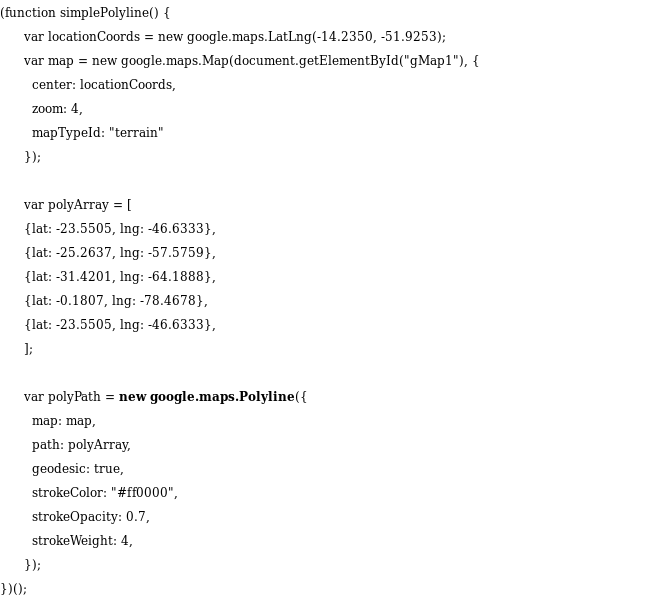 (function simplePolyline() {
var locationCoords = new google.maps.LatLng(-14.2350, -51.9253);
var map = new google.maps.Map(document.getElementById("gMap1"), {
center: locationCoords,
zoom: 4,
mapTypeId: "terrain"
});
var polyArray = [
{lat: -23.5505, lng: -46.6333},
{lat: -25.2637, lng: -57.5759},
{lat: -31.4201, lng: -64.1888},
{lat: -0.1807, lng: -78.4678},
{lat: -23.5505, lng: -46.6333},
];
var polyPath = new google.maps.Polyline({
map: map,
path: polyArray,
geodesic: true,
strokeColor: "#ff0000",
strokeOpacity: 0.7,
strokeWeight: 4,
});
})();